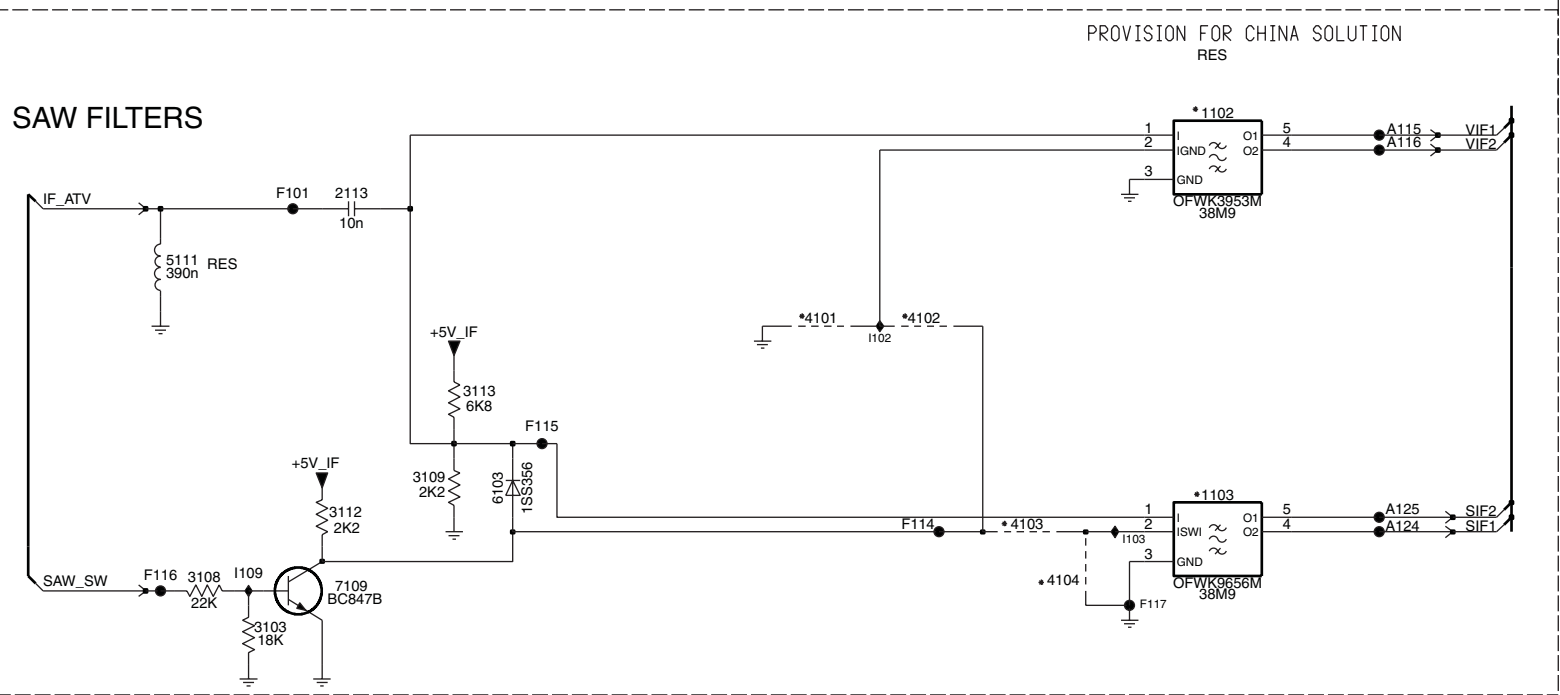 PROVISION FOR CHINA SOLUTION
RES
SAW FILTERS
*1102
1 I O1 5 A115 VIF1
2 IGND O2 4 A116 VIF2
3 GND
OFWK3953M
38M9
IF_ATV
F101
2113
10n
5111
390n
RES
*4101
*4102
I102
+5V_IF
3113
6K8
F115
+5V_IF
3109
2K2
6103
1SS356
3112
2K2
*1103
1 I O1 5 A125 SIF2
F114
*4103
I103
2 ISWI O2 4 A124 SIF1
3 GND
OFWK9656M
38M9
*4104
F117
SAW_SW
F116
3108
22K
I109
7109
BC847B
3103
18K